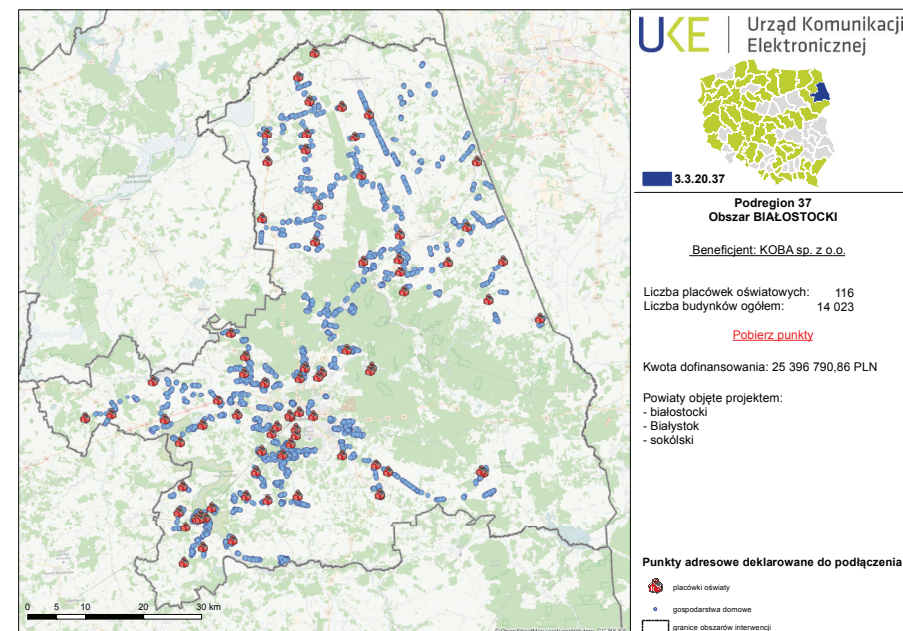 UKE
Urząd Komunikacji
Elektronicznej
3.3.20.37
Podregion 37
Obszar BIAŁOSTOCKI
Beneficjent: KOBA sp. z o.o.
Liczba placówek oświatowych: 116
Liczba budynków ogółem: 14 023
Pobierz punkty
Kwota dofinansowania: 25 396 790,86 PLN
Powiaty objęte projektem:
- białostocki
- Białystok
- sokólski
Punkty adresowe deklarowane do podłączenia
placówki oświaty
gospodarstwa domowe
granice obszarów interwencji
0 5 10 20 30 km